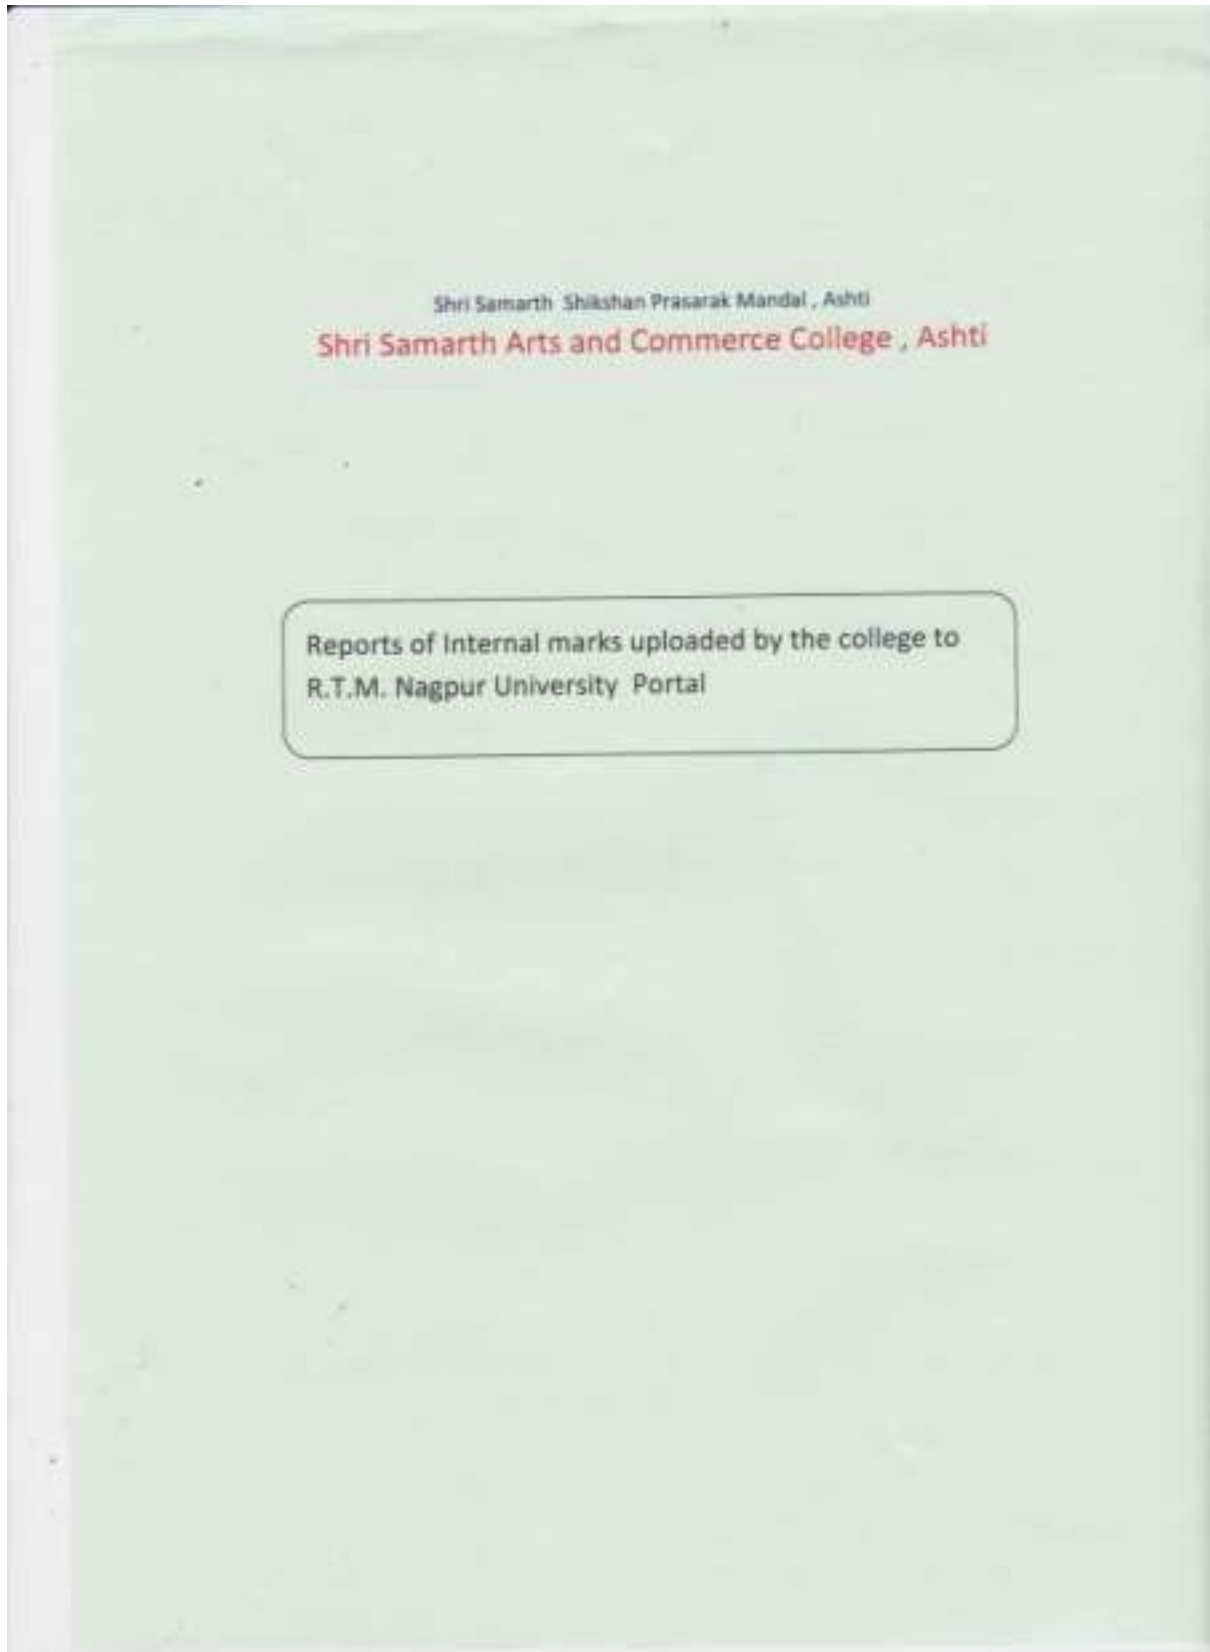 Shri Samarth Shikshan Prasarak Mandal , Ashti
Shri Samarth Arts and Commerce College , Ashti
Reports of Internal marks uploaded by the college to
R.T.M. Nagpur University Portal